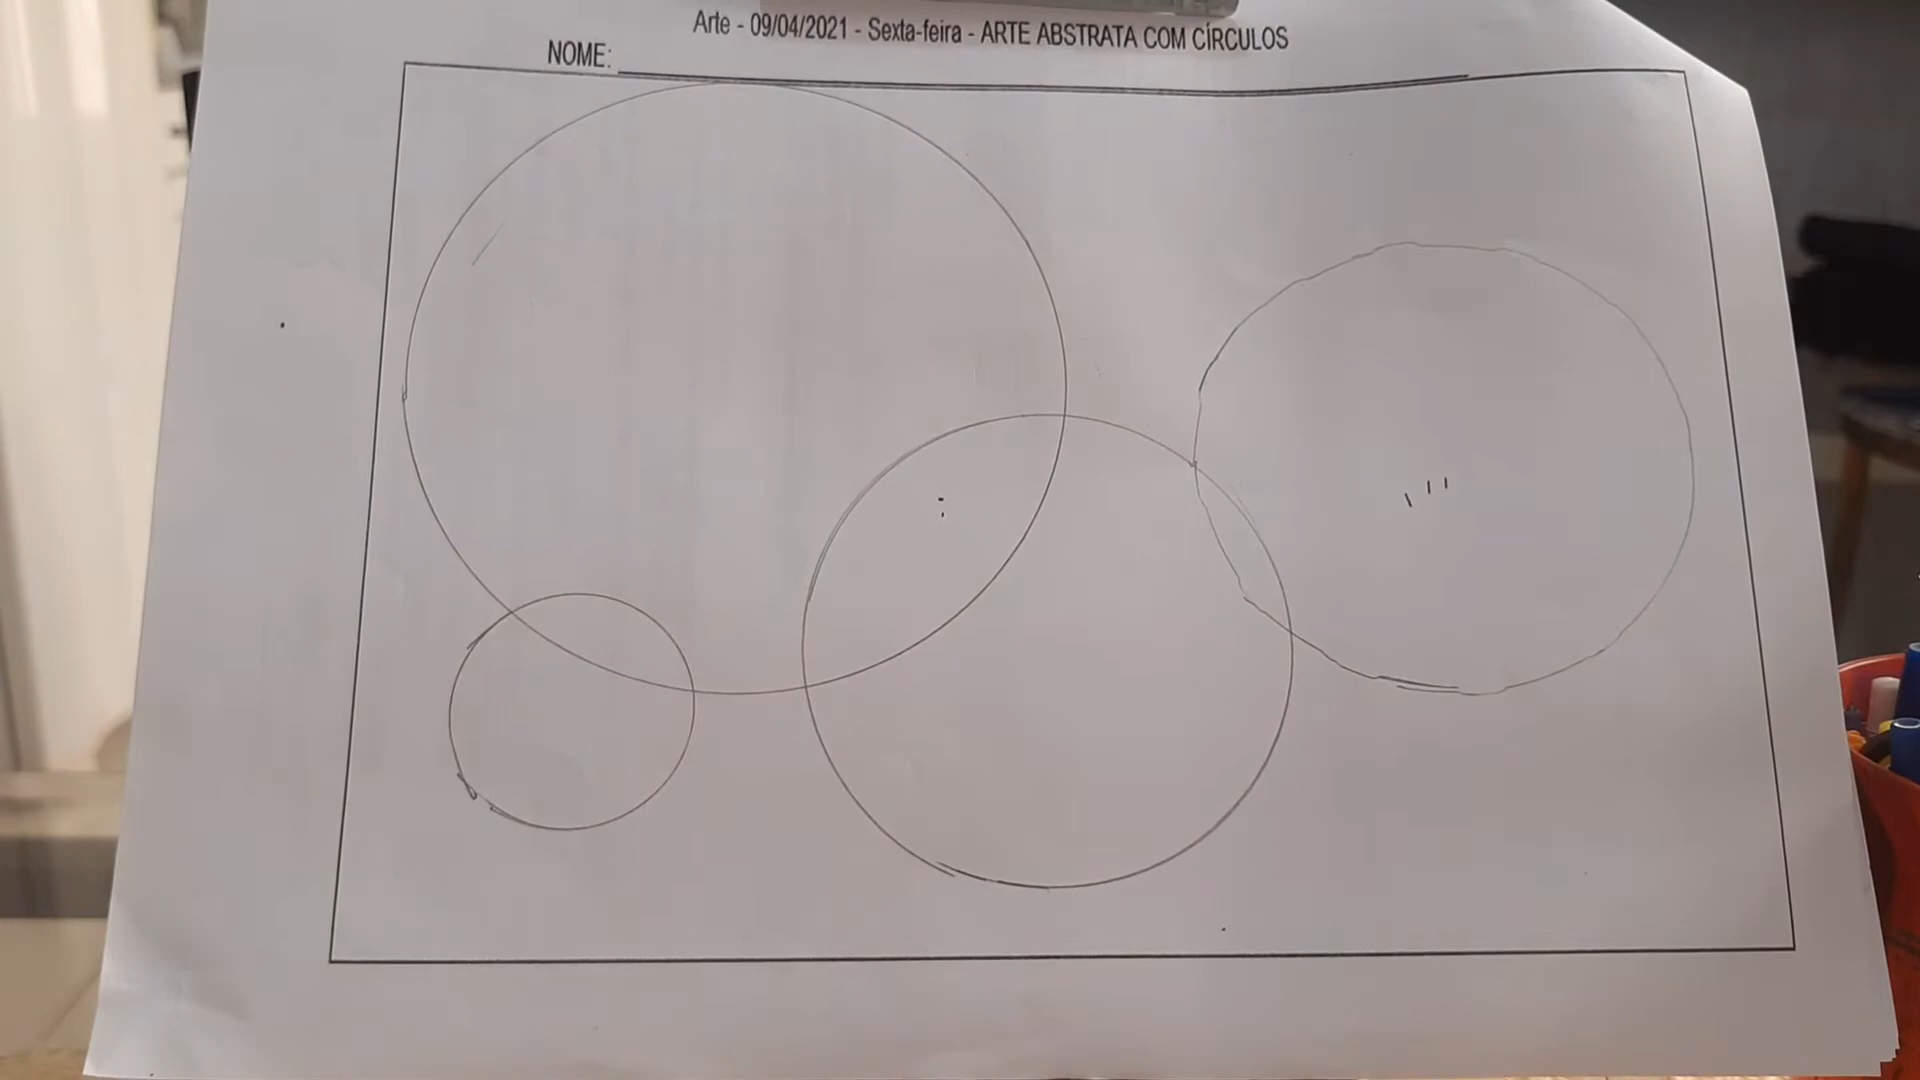 Arte - 09/04/2021 - Sexta-feira - ARTE ABSTRATA COM CÍRCULOS
NOME: